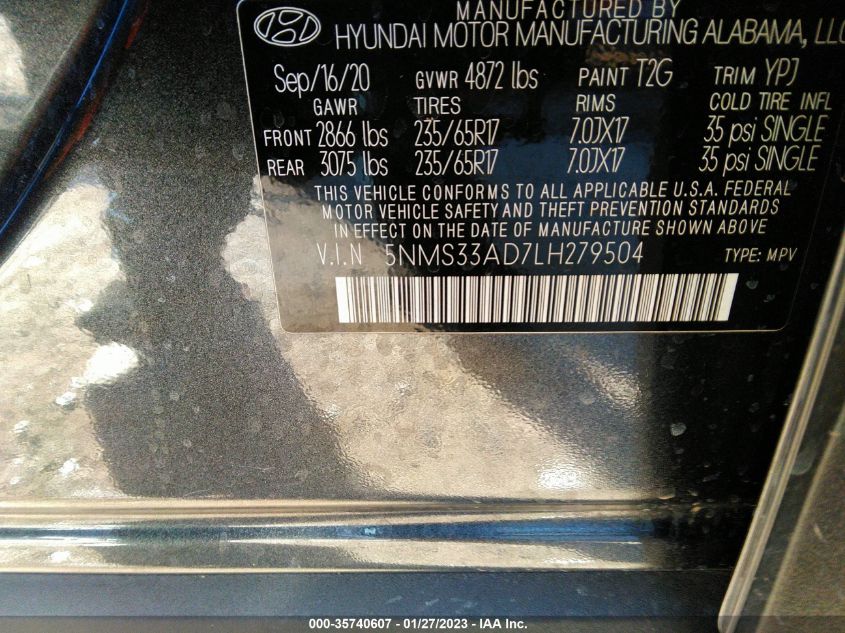 MANUFACTURED BY
HYUNDAI MOTOR MANUFACTURING ALABAMA, LLC
Sep/16/20 GVWR 4872 lbs PAINT T2G TRIM YPJ
GAWR TIRES RIMS COLD TIRE INFL
FRONT 2866 lbs 235/65R17 7.0JX17 35 psi SINGLE
REAR 3075 lbs 235/65R17 7.0JX17 35 psi SINGLE
THIS VEHICLE CONFORMS TO ALL APPLICABLE U.S.A. FEDERAL
MOTOR VEHICLE SAFETY AND THEFT PREVENTION STANDARDS
IN EFFECT ON THE DATE OF MANUFACTURE SHOWN ABOVE
V.I.N 5NMS33AD7LH279504 TYPE: MPV
000-35740607 - 01/27/2023 - IAA Inc.